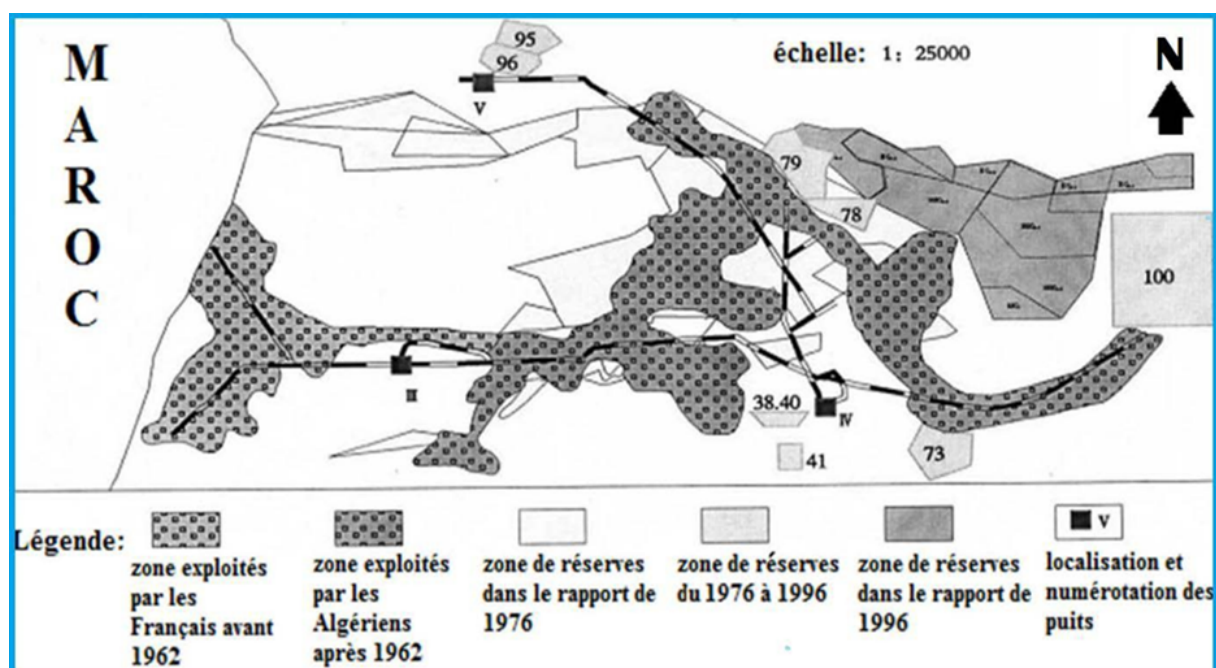 M
A
R
O
C
échelle: 1: 25000
N
95
96
V
79
78
100
III
38.40
IV
41
73
Légende:
zone exploités
par les
Français avant
1962
zone exploités
par les
Algériens
après 1962
zone de réserves
dans le rapport de
1976
zone de réserves
du 1976 à 1996
zone de réserves
dans le rapport de
1996
V
localisation et
numérotation des
puits